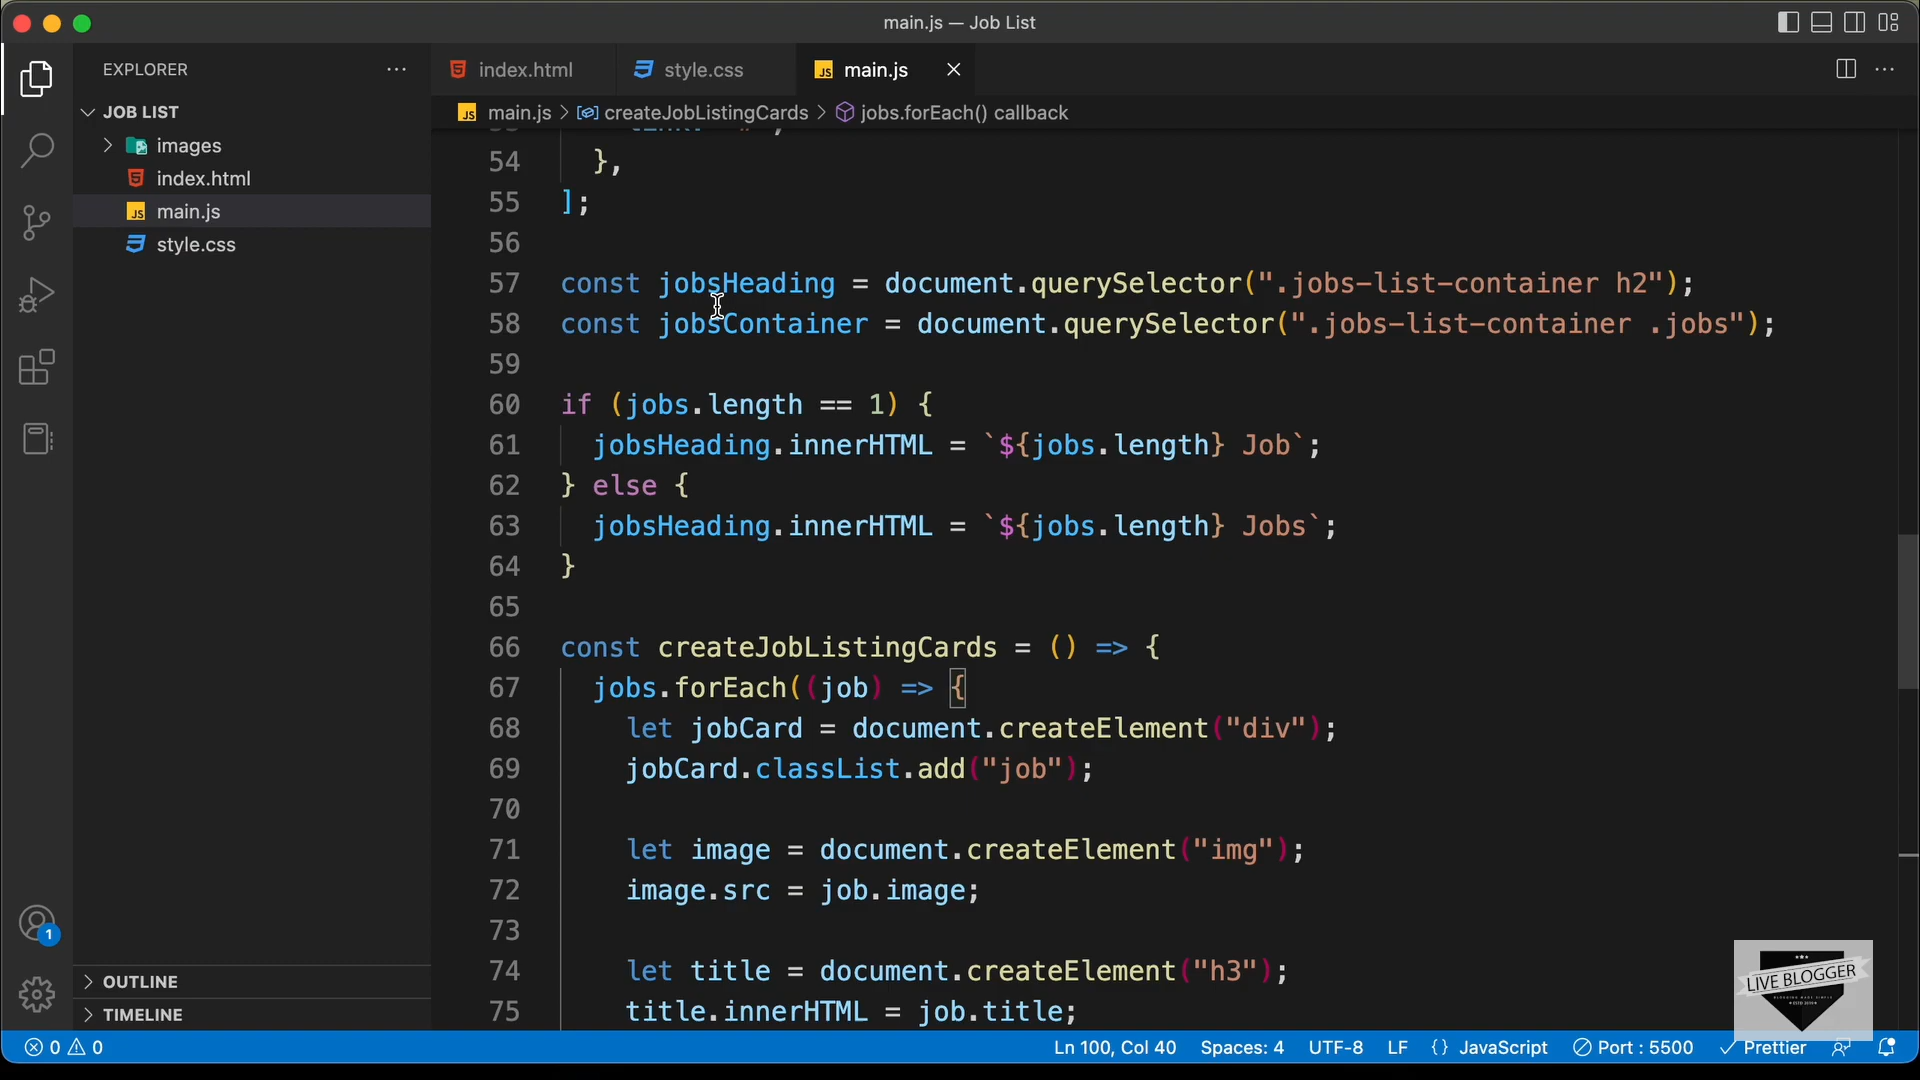 main.js — Job List
EXPLORER
index.html
style.css
main.js
JOB LIST
main.js > createJobListingCards > jobs.forEach() callback
images
index.html
main.js
style.css
54 },
55 ];
56
57 const jobsHeading = document.querySelector(".jobs-list-container h2");
58 const jobsContainer = document.querySelector(".jobs-list-container .jobs");
59
60 if (jobs.length == 1) {
61 jobsHeading.innerHTML = `${jobs.length} Job`;
62 } else {
63 jobsHeading.innerHTML = `${jobs.length} Jobs`;
64 }
65
66 const createJobListingCards = () => {
67 jobs.forEach((job) => {
68 let jobCard = document.createElement("div");
69 jobCard.classList.add("job");
70
71 let image = document.createElement("img");
72 image.src = job.image;
73
74 let title = document.createElement("h3");
75 title.innerHTML = job.title;
1
OUTLINE
TIMELINE
LIVE BLOGGER
0 0
Ln 100, Col 40
Spaces: 4
UTF-8
LF
{} JavaScript
Port : 5500
Prettier